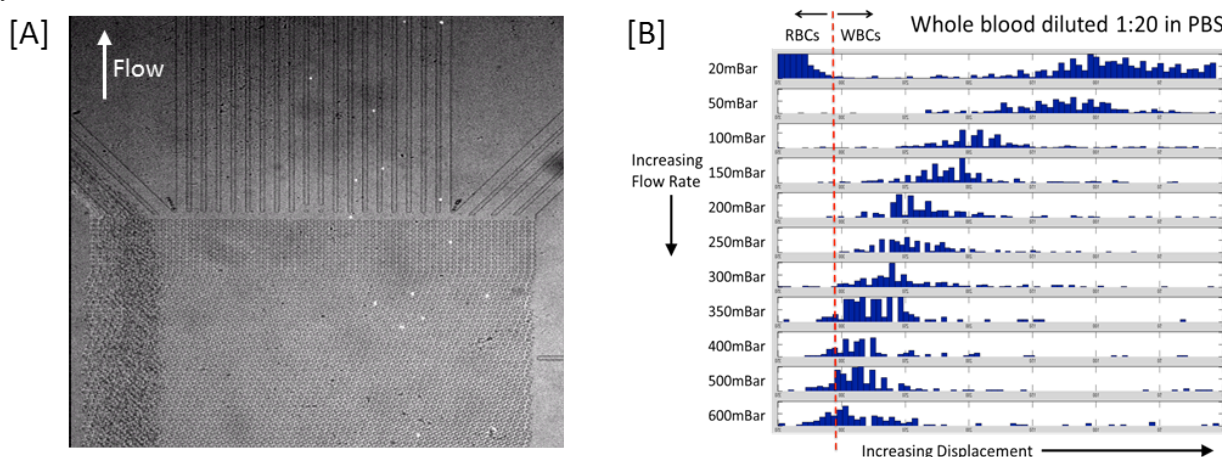 [A]
Flow
[B]
RBCs
WBCs
Whole blood diluted 1:20 in PBS
20mBar
50mBar
100mBar
150mBar
200mBar
250mBar
300mBar
350mBar
400mBar
500mBar
600mBar
Increasing
Flow Rate
Increasing Displacement